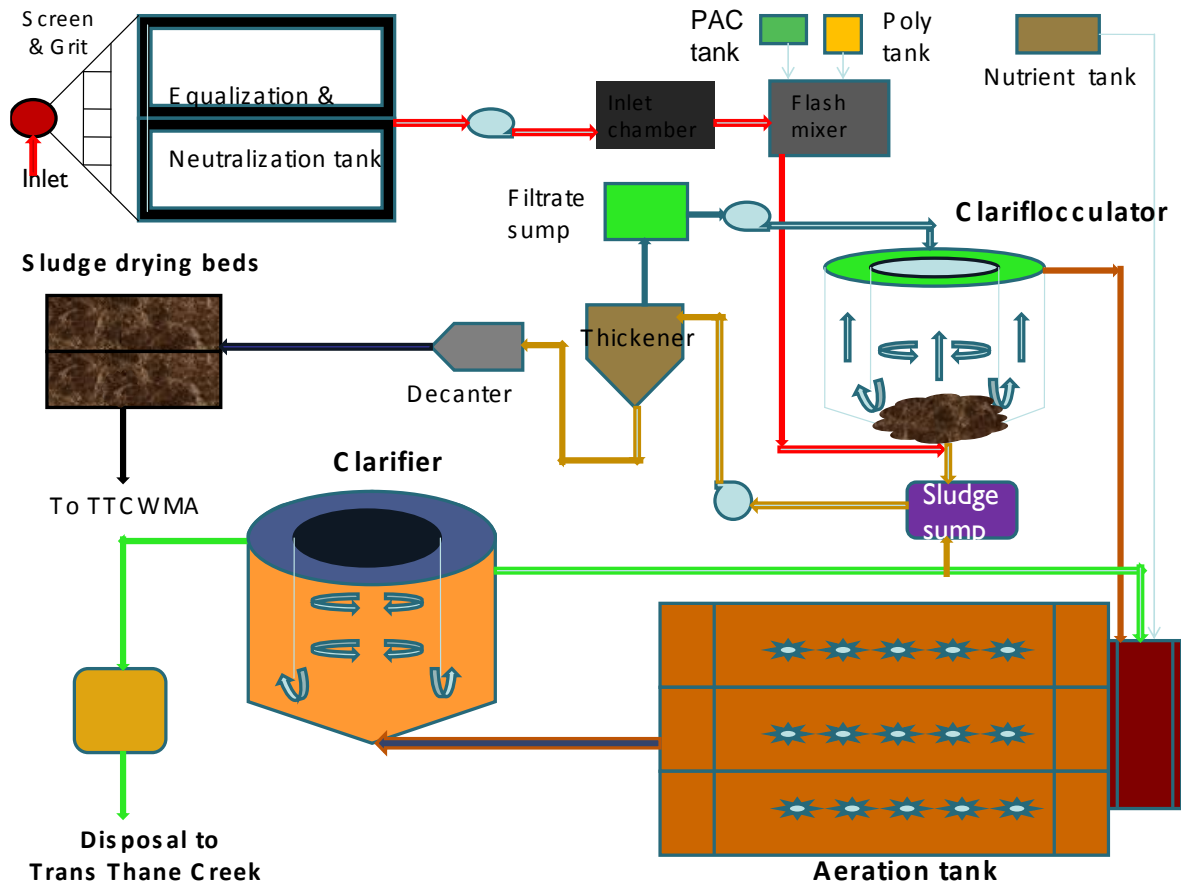 Screen
& Grit
PAC
tank
Poly
tank
Nutrient tank
Equalization &
Neutralization tank
Inlet
chamber
Flash
mixer
Inlet
Filtrate
sump
Clariflocculator
Sludge drying beds
Thickener
Decanter
Clarifier
To TTCWMA
Sludge
sump
Disposal to
Trans Thane Creek
Aeration tank